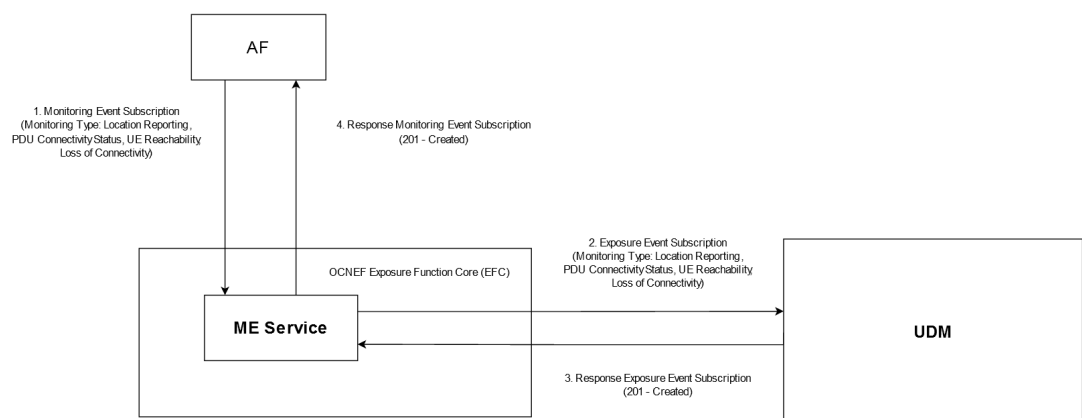 AF
1. Monitoring Event Subscription
(Monitoring Type: Location Reporting,
PDU Connectivity Status, UE Reachability,
Loss of Connectivity)
4. Response Monitoring Event Subscription
(201 - Created)
OCNEF Exposure Function Core (EFC)
ME Service
2. Exposure Event Subscription
(Monitoring Type: Location Reporting,
PDU Connectivity Status, UE Reachability,
Loss of Connectivity)
UDM
3. Response Exposure Event Subscription
(201 - Created)